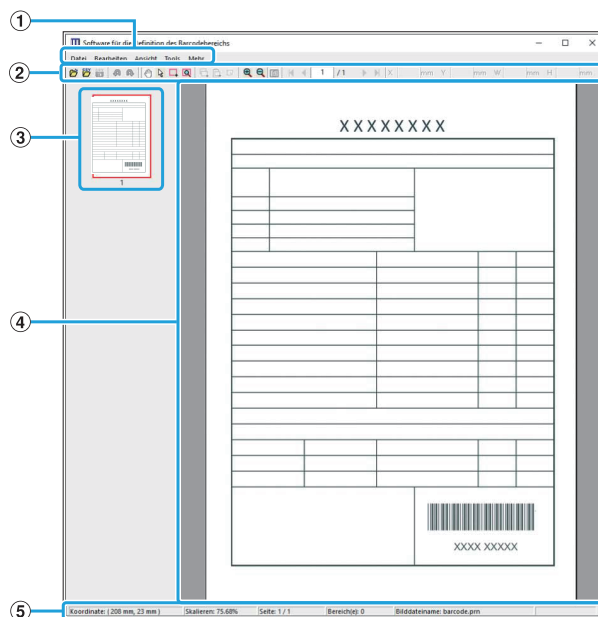 ①
Software für die Definition des Barcodebereichs
Datei Bearbeiten Ansicht Tools Mehr
②
1 / 1 X mm Y mm W mm H mm
③
1
XXXXXXXX
④
XXXX XXXXX
⑤
Koordinate: ( 208 mm, 23 mm ) Skalieren: 75.68% Seite: 1 / 1 Bereich(e): 0 Bilddateiname: barcode.prn